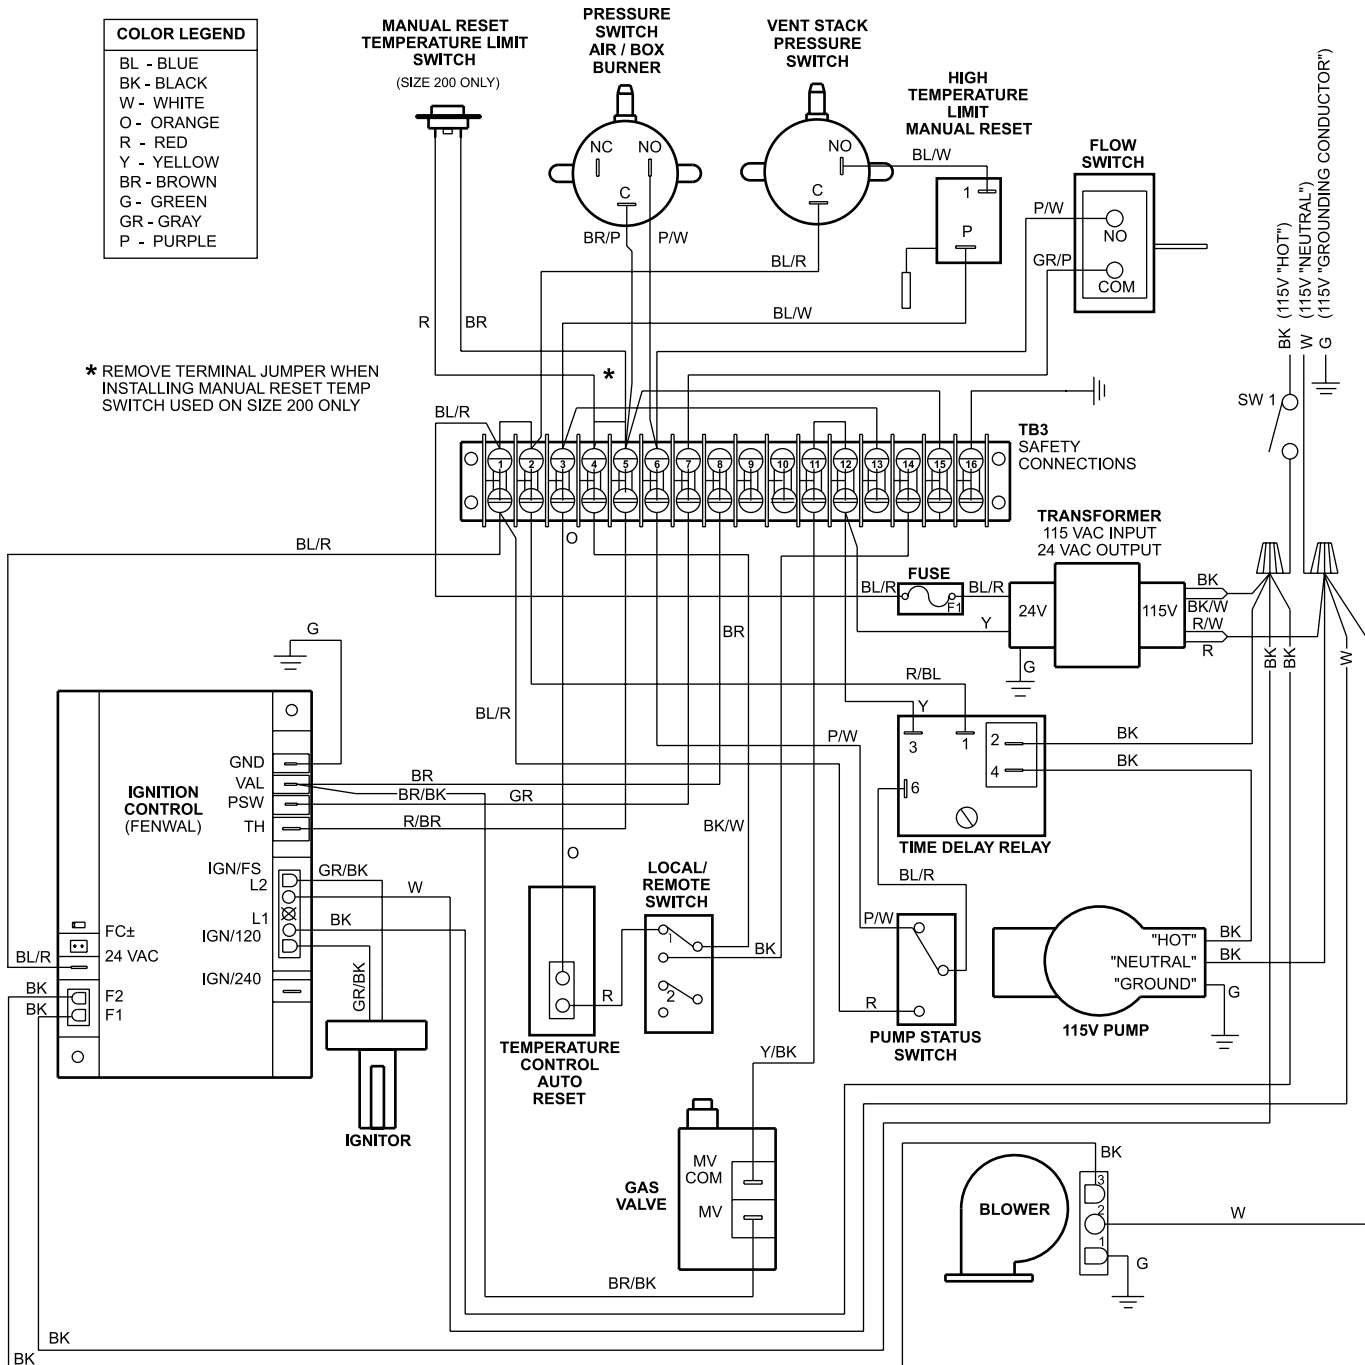 COLOR LEGEND
BL - BLUE
BK - BLACK
W - WHITE
O - ORANGE
R - RED
Y - YELLOW
BR - BROWN
G - GREEN
GR - GRAY
P - PURPLE
MANUAL RESET
TEMPERATURE LIMIT
SWITCH
(SIZE 200 ONLY)
PRESSURE
SWITCH
AIR / BOX
BURNER
NC
NO
C
VENT STACK
PRESSURE
SWITCH
NO
C
HIGH
TEMPERATURE
LIMIT
MANUAL RESET
BL/W
1
P
FLOW
SWITCH
P/W
NO
GR/P
COM
BK (115V "HOT")
W (115V "NEUTRAL")
G (115V "GROUNDING CONDUCTOR")
BR/P
P/W
BL/R
BL/W
R
BR
* REMOVE TERMINAL JUMPER WHEN
INSTALLING MANUAL RESET TEMP
SWITCH USED ON SIZE 200 ONLY
*
SW 1
BL/R
1 2 3 4 5 6 7 8 9 10 11 12 13 14 15 16
TB3
SAFETY
CONNECTIONS
BL/R
O
TRANSFORMER
115 VAC INPUT
24 VAC OUTPUT
FUSE
BL/R
F1
BL/R
24V
115V
BK
BK/W
R/W
R
Y
G
BK
BK
W
G
BR
R/BL
BL/R
Y
P/W
3
1
2
4
6
BK
BK
TIME DELAY RELAY
IGNITION
CONTROL
(FENWAL)
GND
VAL
PSW
TH
BR
BR/BK
GR
R/BR
BK/W
O
IGN/FS
L2
L1
IGN/120
IGN/240
GR/BK
W
BK
GR/BK
FC±
24 VAC
F2
F1
BL/R
BK
BK
IGNITOR
LOCAL/
REMOTE
SWITCH
1
2
BK
R
TEMPERATURE
CONTROL
AUTO
RESET
BL/R
P/W
R
PUMP STATUS
SWITCH
"HOT"
"NEUTRAL"
"GROUND"
BK
BK
G
115V PUMP
Y/BK
MV
COM
MV
GAS
VALVE
BR/BK
BLOWER
BK
3
2
1
W
G
BK
BK